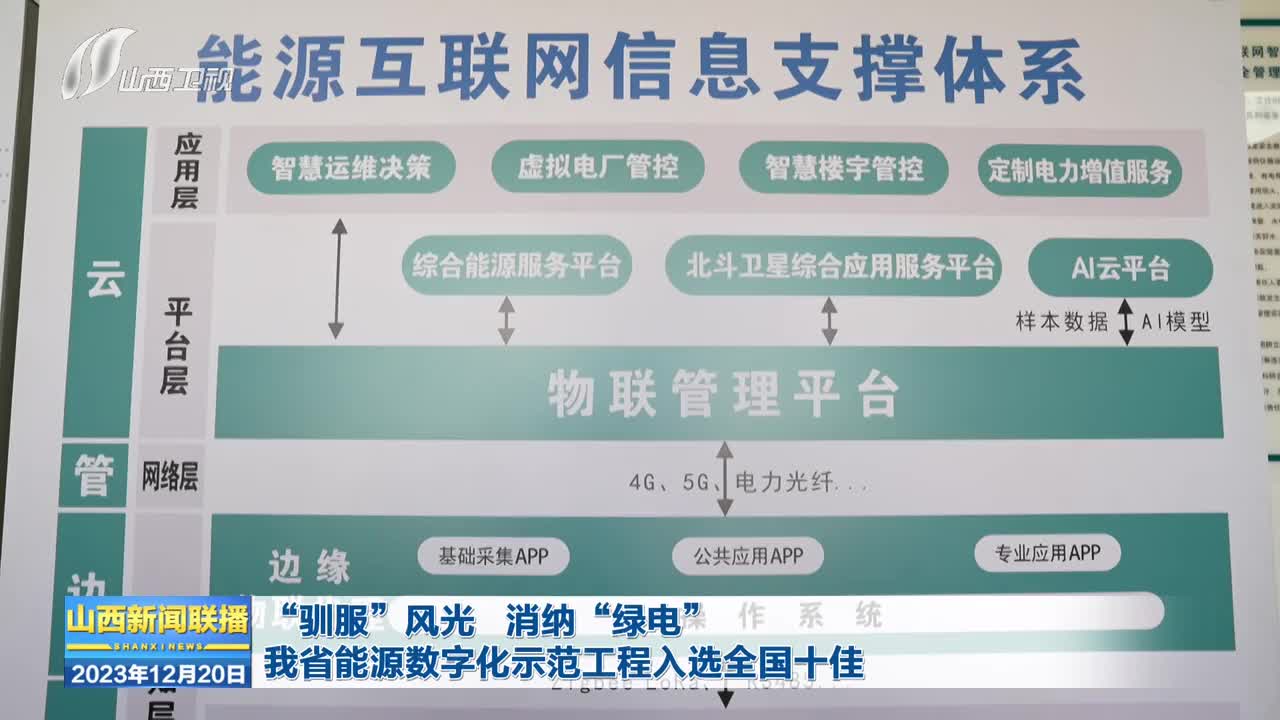 山西卫视
能源互联网信息支撑体系
云
应用层
智慧运维决策
虚拟电厂管控
智慧楼宇管控
定制电力增值服务
平台层
综合能源服务平台
北斗卫星综合应用服务平台
AI云平台
样本数据
AI模型
物联管理平台
管
网络层
4G、5G、电力光纤...
边
边缘
基础采集APP
公共应用APP
专业应用APP
操作系统
山西新闻联播
SHANXI NEWS
2023年12月20日
“驯服”风光 消纳“绿电”
我省能源数字化示范工程入选全国十佳